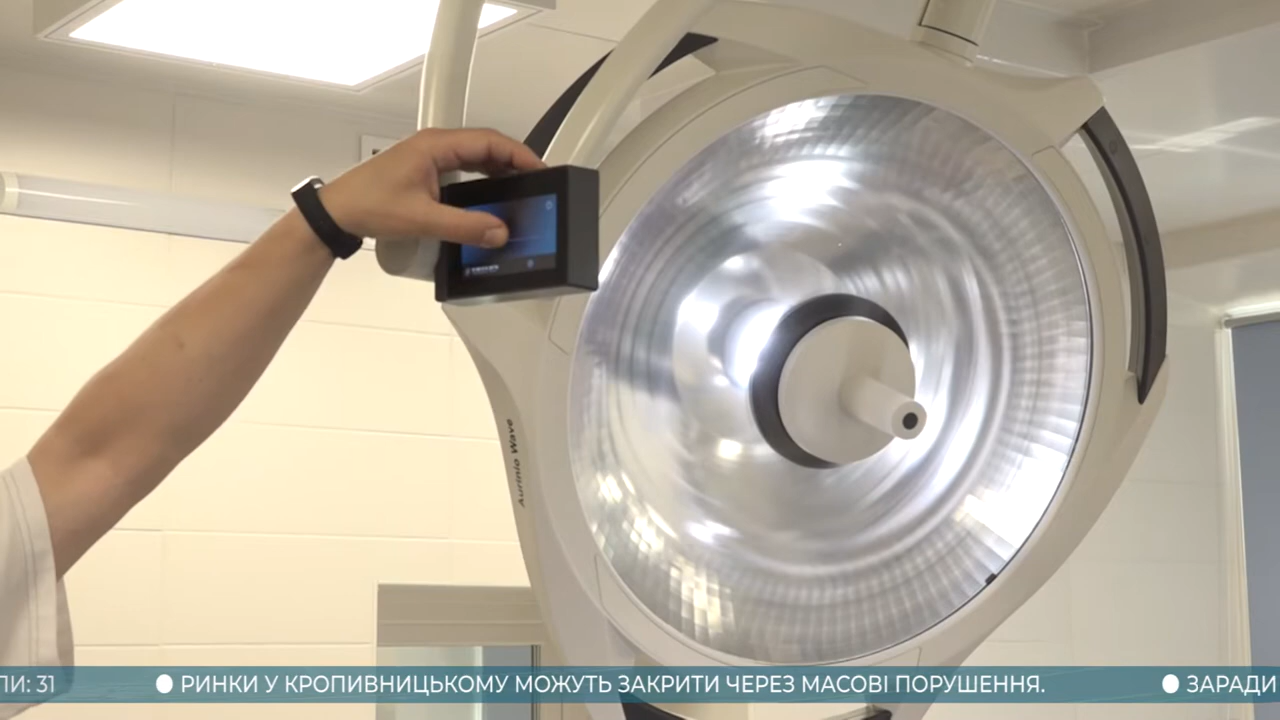 Aurinio Wave
ПИ: 31 ● РИНКИ У КРОПИВНИЦЬКОМУ МОЖУТЬ ЗАКРИТИ ЧЕРЕЗ МАСОВІ ПОРУШЕННЯ. ● ЗАРАДИ